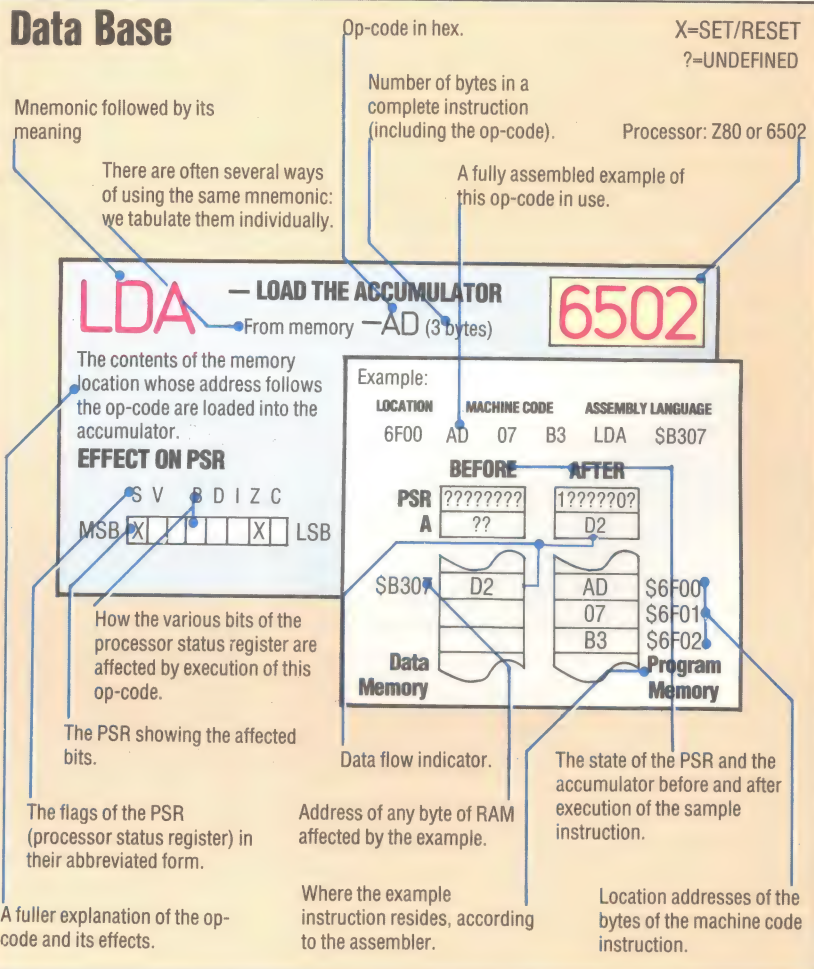 Data Base
Op-code in hex.
X=SET/RESET
?=UNDEFINED
Number of bytes in a
complete instruction
(including the op-code).
Mnemonic followed by its
meaning
Processor: Z80 or 6502
There are often several ways
of using the same mnemonic:
we tabulate them individually.
A fully assembled example of
this op-code in use.
LDA — LOAD THE ACCUMULATOR
From memory —AD (3 bytes)
6502
The contents of the memory
location whose address follows
the op-code are loaded into the
accumulator.
EFFECT ON PSR
S V B D I Z C
MSB X X LSB
Example:
LOCATION MACHINE CODE ASSEMBLY LANGUAGE
6F00 AD 07 B3 LDA $B307
BEFORE AFTER
PSR ???????? 1?????0?
A ?? D2
$B307 D2 AD $6F00
07 $6F01
B3 $6F02
Data
Memory
Program
Memory
How the various bits of the
processor status register are
affected by execution of this
op-code.
The PSR showing the affected
bits.
Data flow indicator.
The state of the PSR and the
accumulator before and after
execution of the sample
instruction.
The flags of the PSR
(processor status register) in
their abbreviated form.
Address of any byte of RAM
affected by the example.
A fuller explanation of the op-
code and its effects.
Where the example
instruction resides, according
to the assembler.
Location addresses of the
bytes of the machine code
instruction.